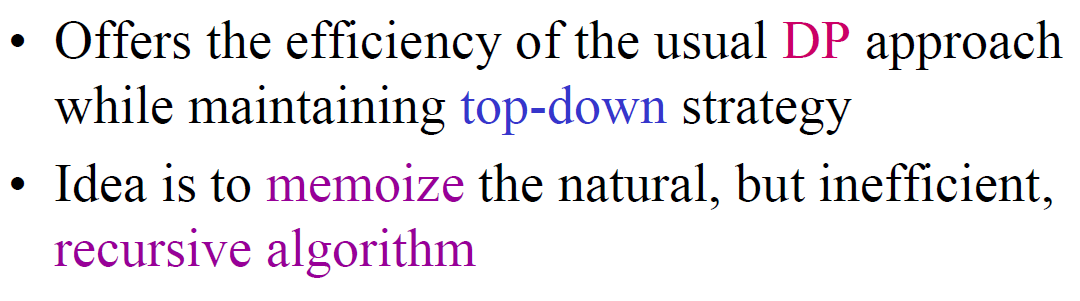 • Offers the efficiency of the usual DP approach
while maintaining top-down strategy
• Idea is to memoize the natural, but inefficient,
recursive algorithm